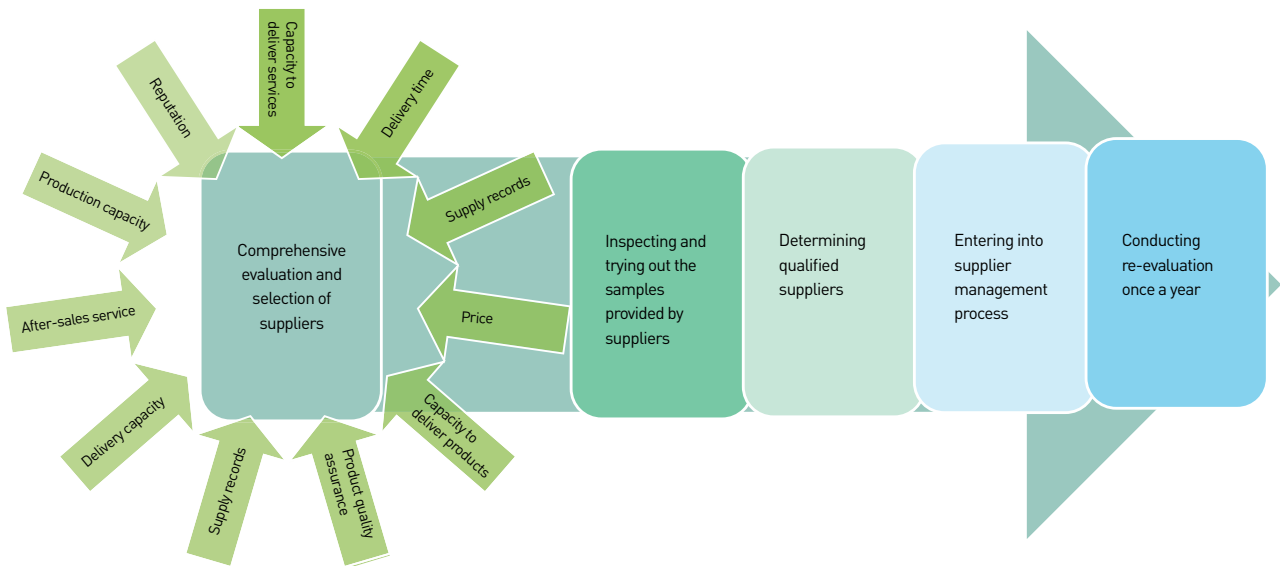 Capacity to
deliver services
Delivery time
Supply records
Price
Capacity to
deliver products
Product quality
assurance
Supply records
Delivery capacity
After-sales service
Production capacity
Reputation
Comprehensive
evaluation and
selection of
suppliers
Inspecting and
trying out the
samples
provided by
suppliers
Determining
qualified
suppliers
Entering into
supplier
management
process
Conducting
re-evaluation
once a year